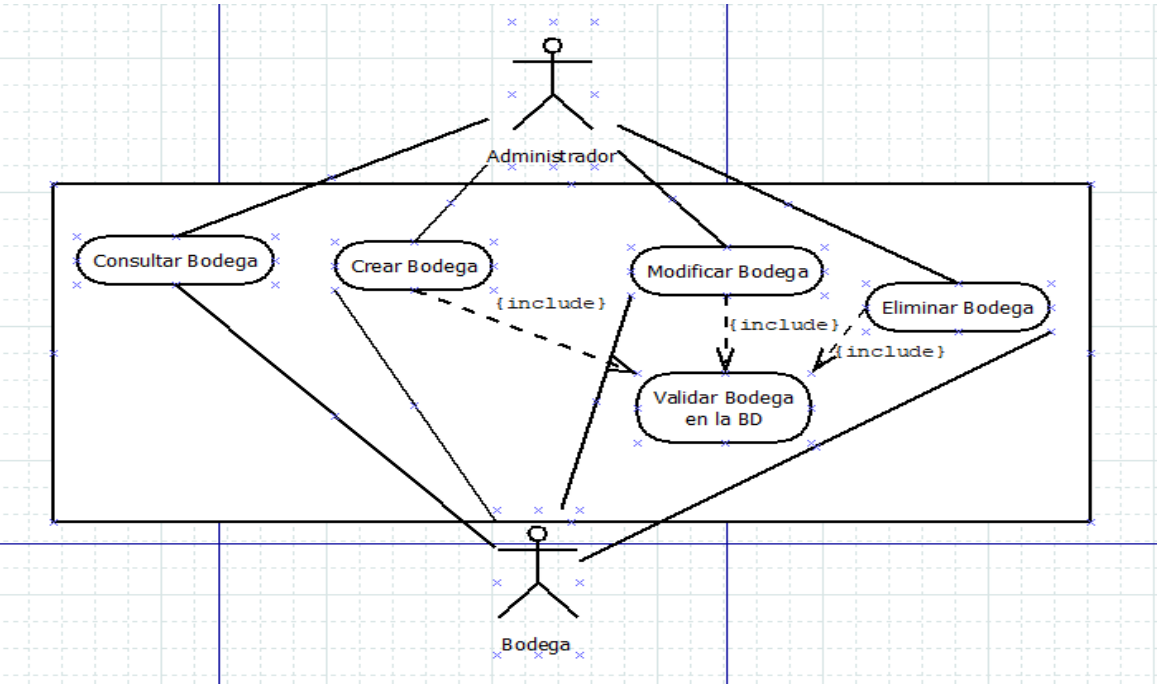 Administrador
Consultar Bodega
Crear Bodega
Modificar Bodega
Eliminar Bodega
{include}
{include}
{include}
Validar Bodega
en la BD
Bodega